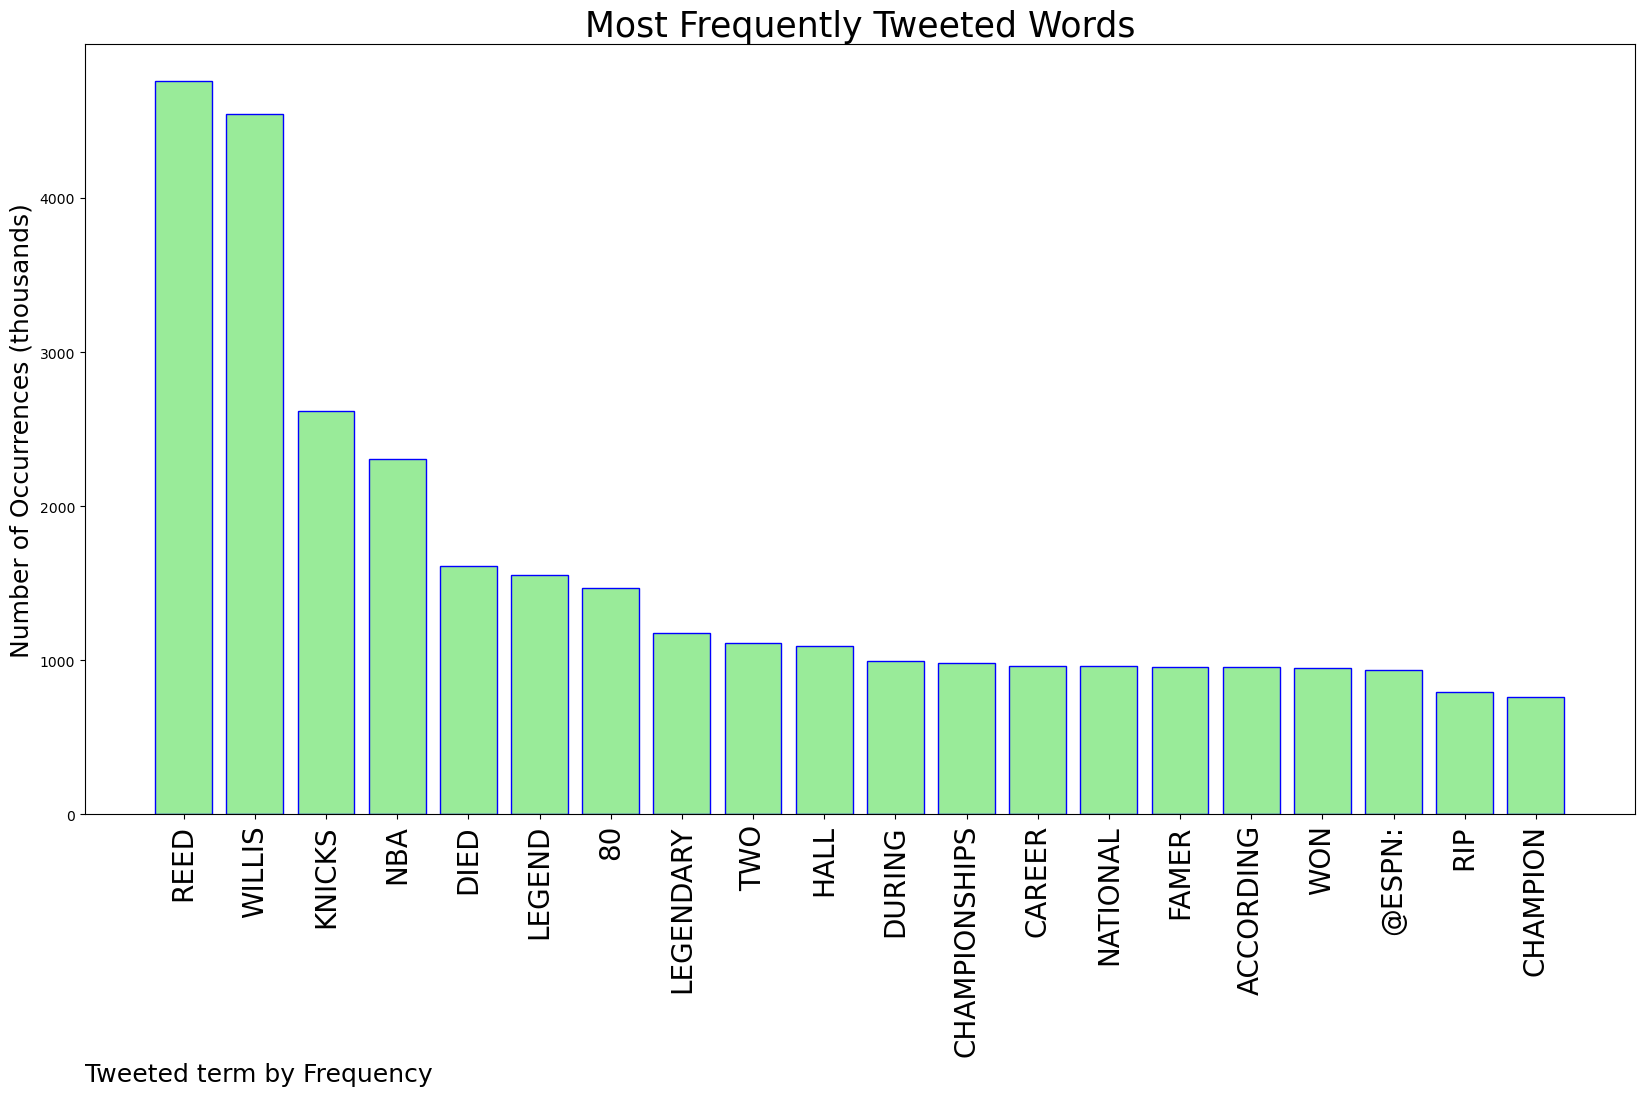 Most Frequently Tweeted Words
Number of Occurrences (thousands)
4000
3000
2000
1000
0
REED
WILLIS
KNICKS
NBA
DIED
LEGEND
80
LEGENDARY
TWO
HALL
DURING
CHAMPIONSHIPS
CAREER
NATIONAL
FAMER
ACCORDING
WON
@ESPN:
RIP
CHAMPION
Tweeted term by Frequency